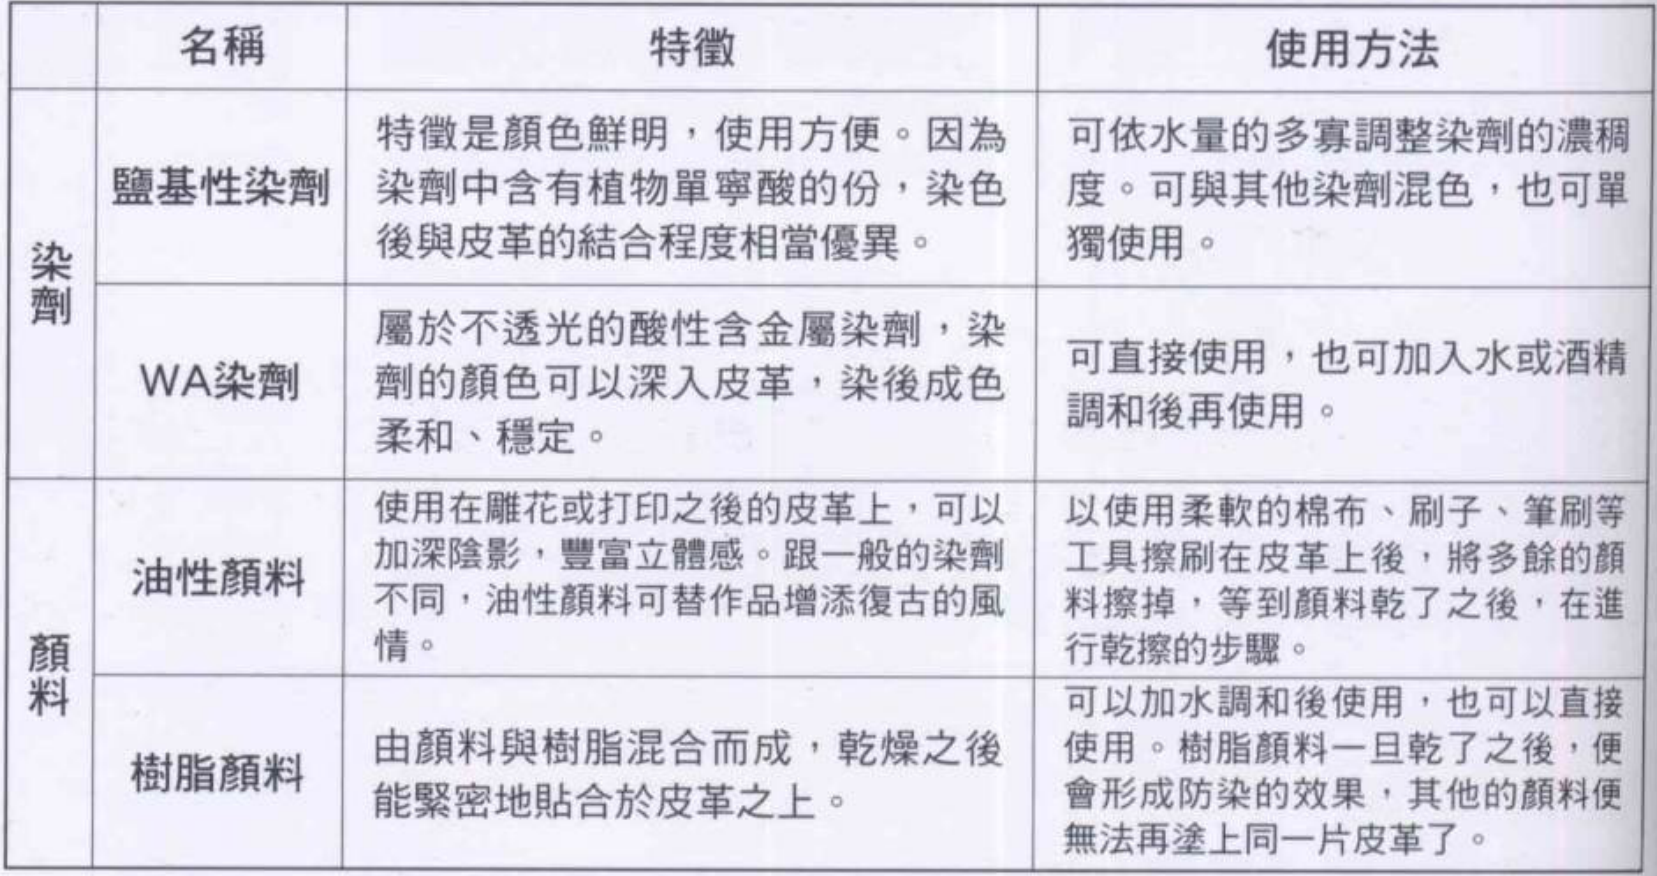 名稱
特徵
使用方法
染劑
鹽基性染劑
特徵是顏色鮮明，使用方便。因為
染劑中含有植物單寧酸的份，染色
後與皮革的結合程度相當優異。
可依水量的多寡調整染劑的濃稠
度。可與其他染劑混色，也可單
獨使用。
WA染劑
屬於不透光的酸性含金屬染劑，染
劑的顏色可以深入皮革，染後成色
柔和、穩定。
可直接使用，也可加入水或酒精
調和後再使用。
顏料
油性顏料
使用在雕花或打印之後的皮革上，可以
加深陰影，豐富立體感。跟一般的染劑
不同，油性顏料可替作品增添復古的風
情。
以使用柔軟的棉布、刷子、筆刷等
工具擦刷在皮革上後，將多餘的顏
料擦掉，等到顏料乾了之後，在進
行乾擦的步驟。
樹脂顏料
由顏料與樹脂混合而成，乾燥之後
能緊密地貼合於皮革之上。
可以加水調和後使用，也可以直接
使用。樹脂顏料一旦乾了之後，便
會形成防染的效果，其他的顏料便
無法再塗上同一片皮革了。